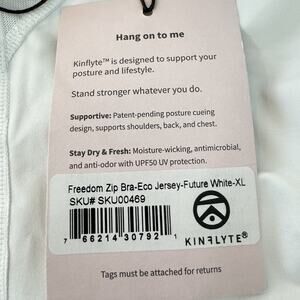 Hang on to me
Kinflyte™ is designed to support your
posture and lifestyle.
Stand stronger whatever you do.
Supportive: Patent-pending posture cueing
design, supports shoulders, back, and chest.
Stay Dry & Fresh: Moisture-wicking, antimicrobial,
and anti-odor with UPF50 UV protection.
Freedom Zip Bra-Eco Jersey-Future White-XL
SKU# SKU00469
7 66214 30792 1
KINFLYTE®
Tags must be attached for returns